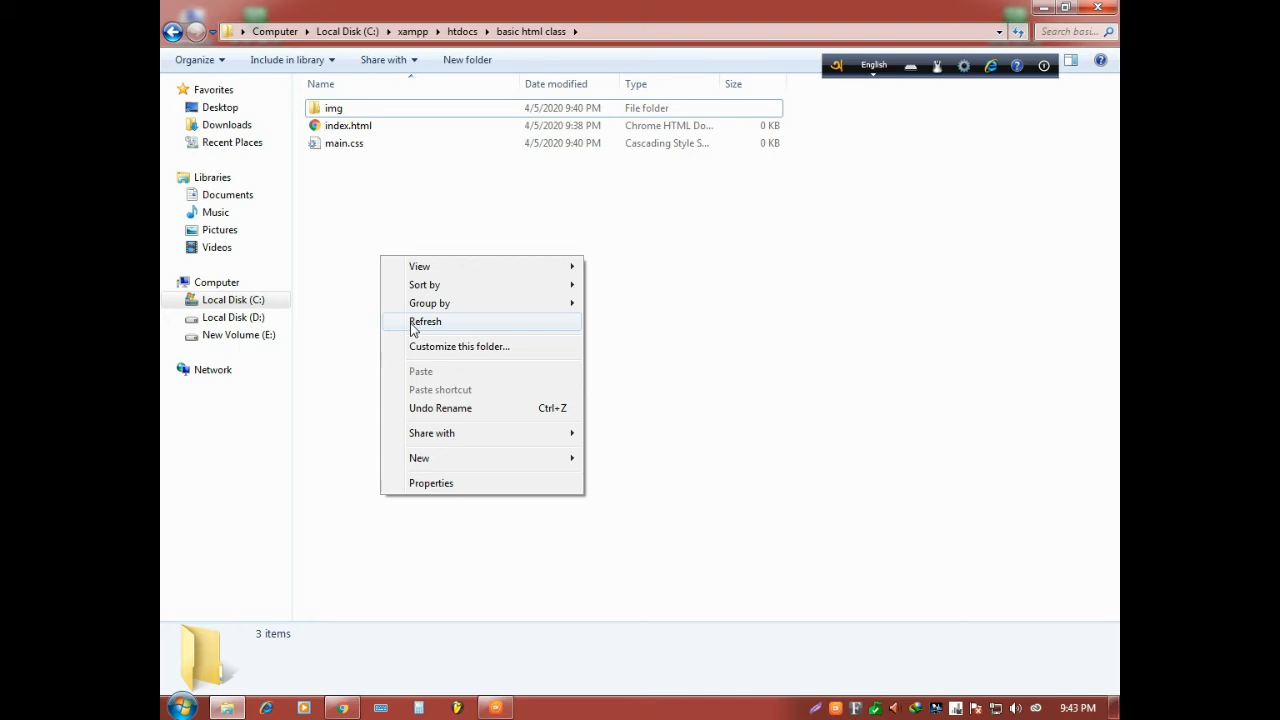 Computer Local Disk (C:) xampp htdocs basic html class Search basi...
Organize Include in library Share with New folder
English
Name Date modified Type Size
Favorites
Desktop
Downloads
Recent Places
Libraries
Documents
Music
Pictures
Videos
Computer
Local Disk (C:)
Local Disk (D:)
New Volume (E:)
Network
img 4/5/2020 9:40 PM File folder
index.html 4/5/2020 9:38 PM Chrome HTML Do... 0 KB
main.css 4/5/2020 9:40 PM Cascading Style S... 0 KB
View
Sort by
Group by
Refresh
Customize this folder...
Paste
Paste shortcut
Undo Rename Ctrl+Z
Share with
New
Properties
3 items
9:43 PM